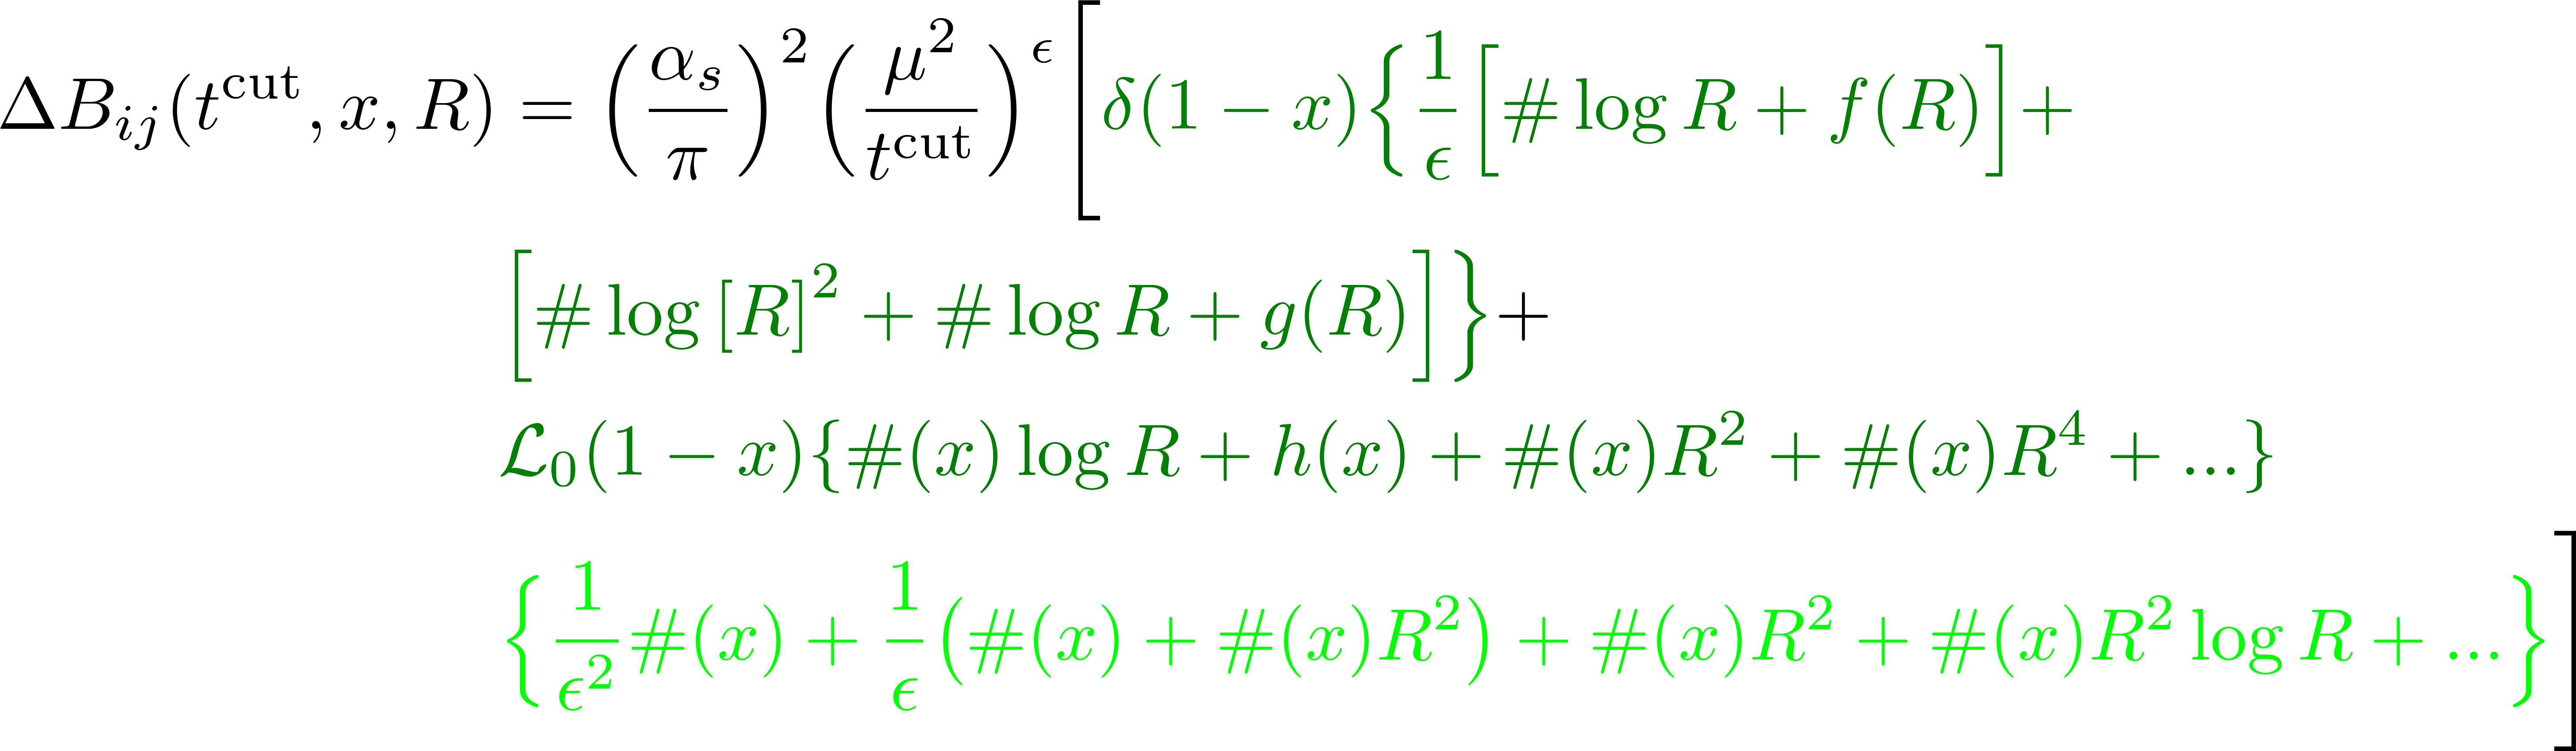 ΔB_{ij}(t^{cut}, x, R) = (α_s/π)^2 (μ^2/t^{cut})^ϵ [δ(1 − x){1/ϵ [# log R + f(R)] +
[# log [R]^2 + # log R + g(R)]} +
ℒ_0(1 − x){#(x) log R + h(x) + #(x)R^2 + #(x)R^4 + ...}
{1/ϵ^2 #(x) + 1/ϵ (#(x) + #(x)R^2) + #(x)R^2 + #(x)R^2 log R + ...}]